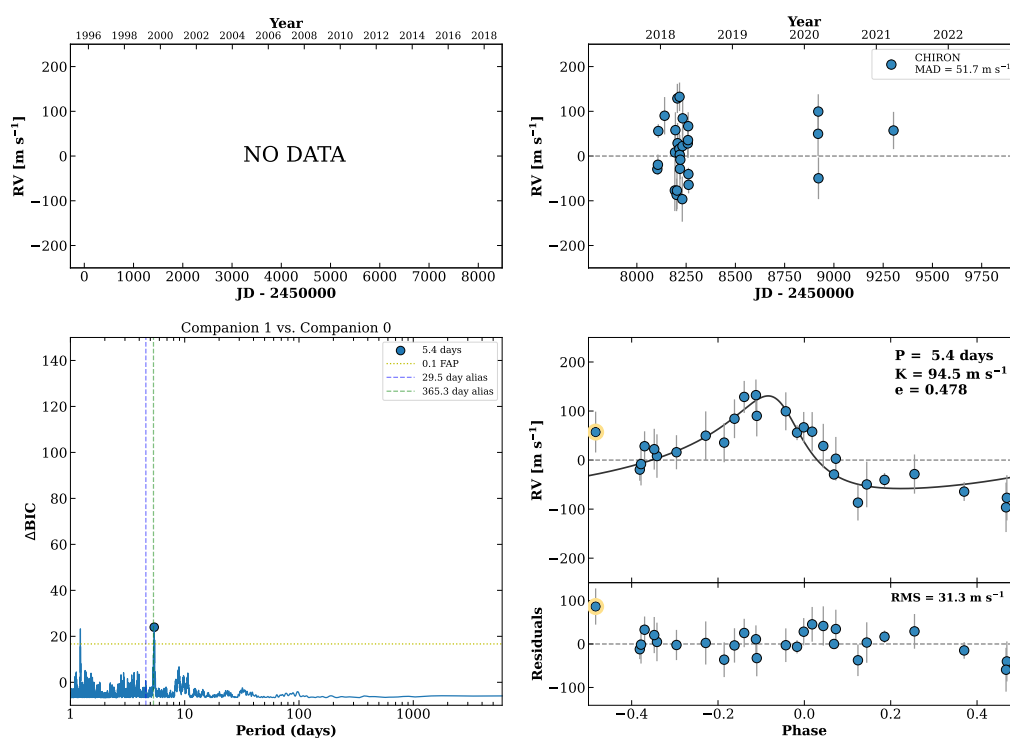 Year
1996 1998 2000 2002 2004 2006 2008 2010 2012 2014 2016 2018
200
100
0
−100
−200
RV [m s⁻¹]
NO DATA
0 1000 2000 3000 4000 5000 6000 7000 8000
JD - 2450000
Year
2018 2019 2020 2021 2022
CHIRON
MAD = 51.7 m s⁻¹
200
100
0
−100
−200
RV [m s⁻¹]
8000 8250 8500 8750 9000 9250 9500 9750
JD - 2450000
Companion 1 vs. Companion 0
5.4 days
0.1 FAP
29.5 day alias
365.3 day alias
140
120
100
80
60
40
20
0
ΔBIC
1 10 100 1000
Period (days)
P = 5.4 days
K = 94.5 m s⁻¹
e = 0.478
200
100
0
−100
−200
RV [m s⁻¹]
RMS = 31.3 m s⁻¹
100
0
−100
Residuals
−0.4 −0.2 0.0 0.2 0.4
Phase